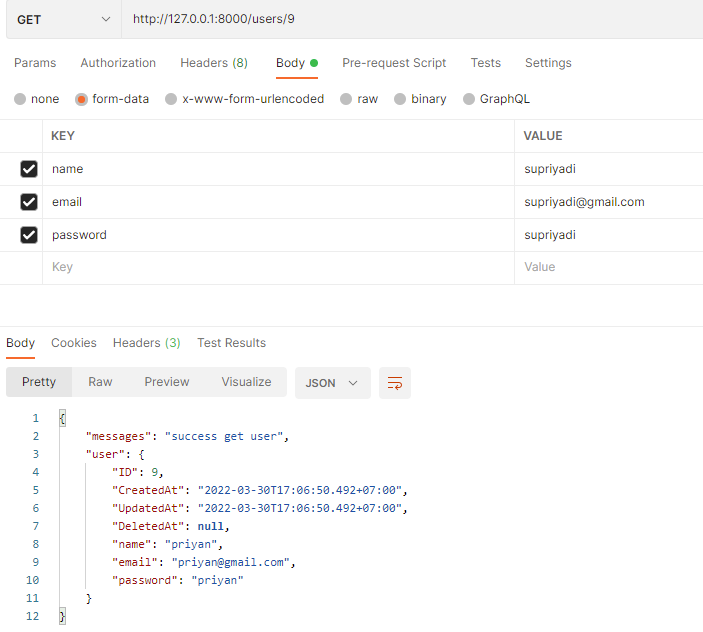 GET http://127.0.0.1:8000/users/9
Params Authorization Headers (8) Body Pre-request Script Tests Settings
none form-data x-www-form-urlencoded raw binary GraphQL
KEY VALUE
name supriyadi
email supriyadi@gmail.com
password supriyadi
Key Value
Body Cookies Headers (3) Test Results
Pretty Raw Preview Visualize JSON
1 {
2 "messages": "success get user",
3 "user": {
4 "ID": 9,
5 "CreatedAt": "2022-03-30T17:06:50.492+07:00",
6 "UpdatedAt": "2022-03-30T17:06:50.492+07:00",
7 "DeletedAt": null,
8 "name": "priyan",
9 "email": "priyan@gmail.com",
10 "password": "priyan"
11 }
12 }